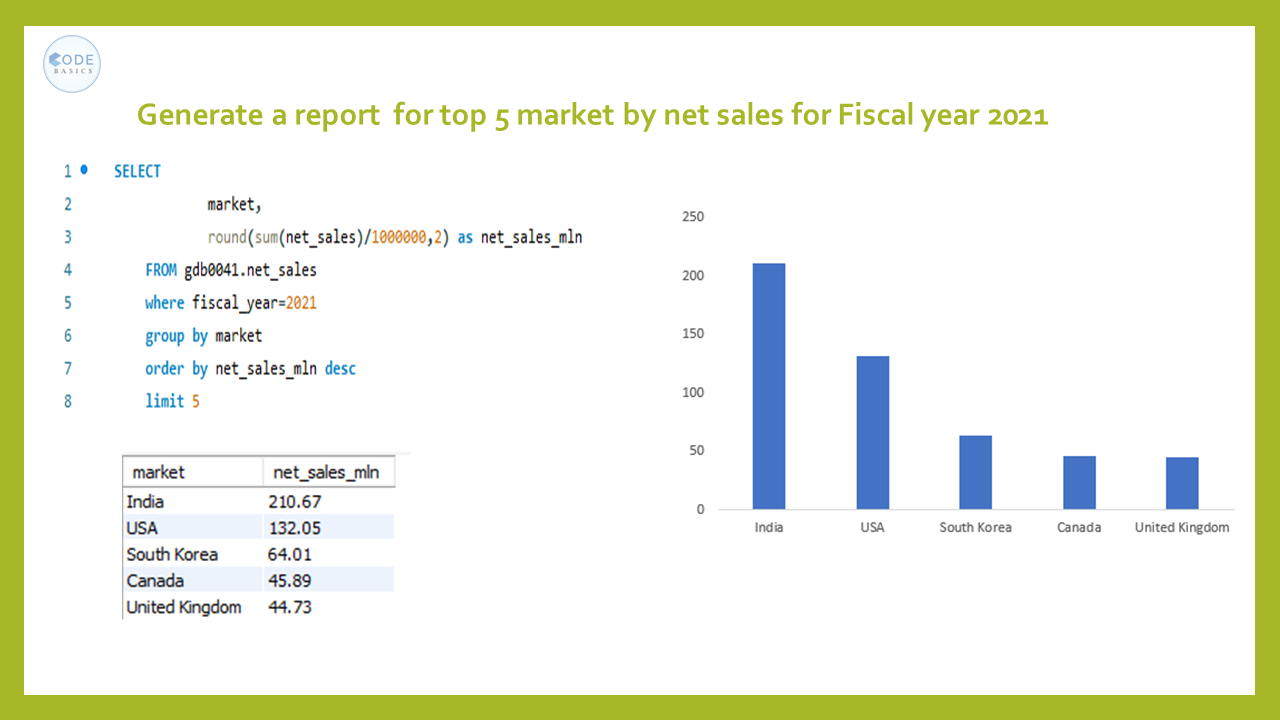 CODE
BASICS
Generate a report for top 5 market by net sales for Fiscal year 2021
1 SELECT
2 market,
3 round(sum(net_sales)/1000000,2) as net_sales_mln
4 FROM gdb0041.net_sales
5 where fiscal_year=2021
6 group by market
7 order by net_sales_mln desc
8 limit 5
market net_sales_mln
India 210.67
USA 132.05
South Korea 64.01
Canada 45.89
United Kingdom 44.73
250
200
150
100
50
0
India USA South Korea Canada United Kingdom